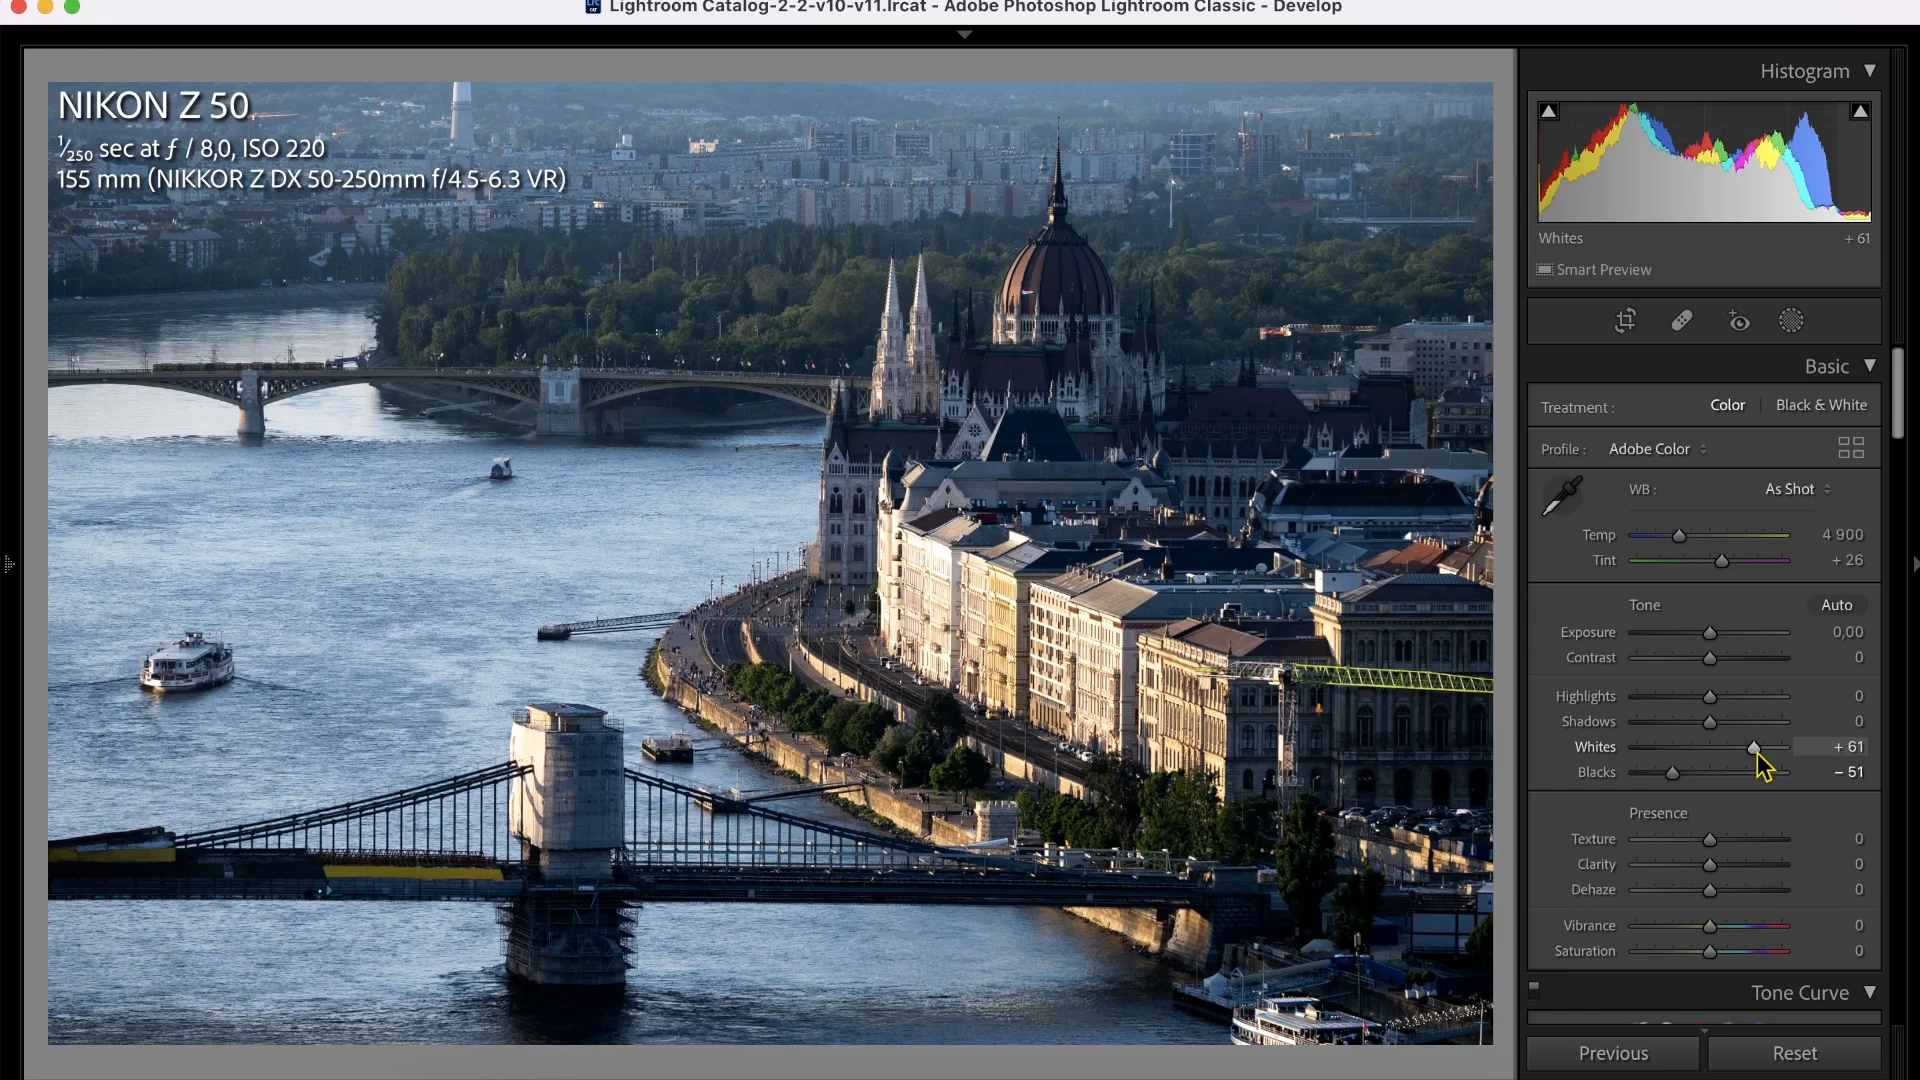 Lightroom Catalog-2-2-v10-v11.lrcat - Adobe Photoshop Lightroom Classic - Develop
NIKON Z 50
1/250 sec at ƒ / 8,0, ISO 220
155 mm (NIKKOR Z DX 50-250mm f/4.5-6.3 VR)
Histogram
Whites + 61
Smart Preview
Basic
Treatment : Color Black & White
Profile : Adobe Color
WB : As Shot
Temp 4 900
Tint + 26
Tone Auto
Exposure 0,00
Contrast 0
Highlights 0
Shadows 0
Whites + 61
Blacks – 51
Presence
Texture 0
Clarity 0
Dehaze 0
Vibrance 0
Saturation 0
Tone Curve
Previous Reset